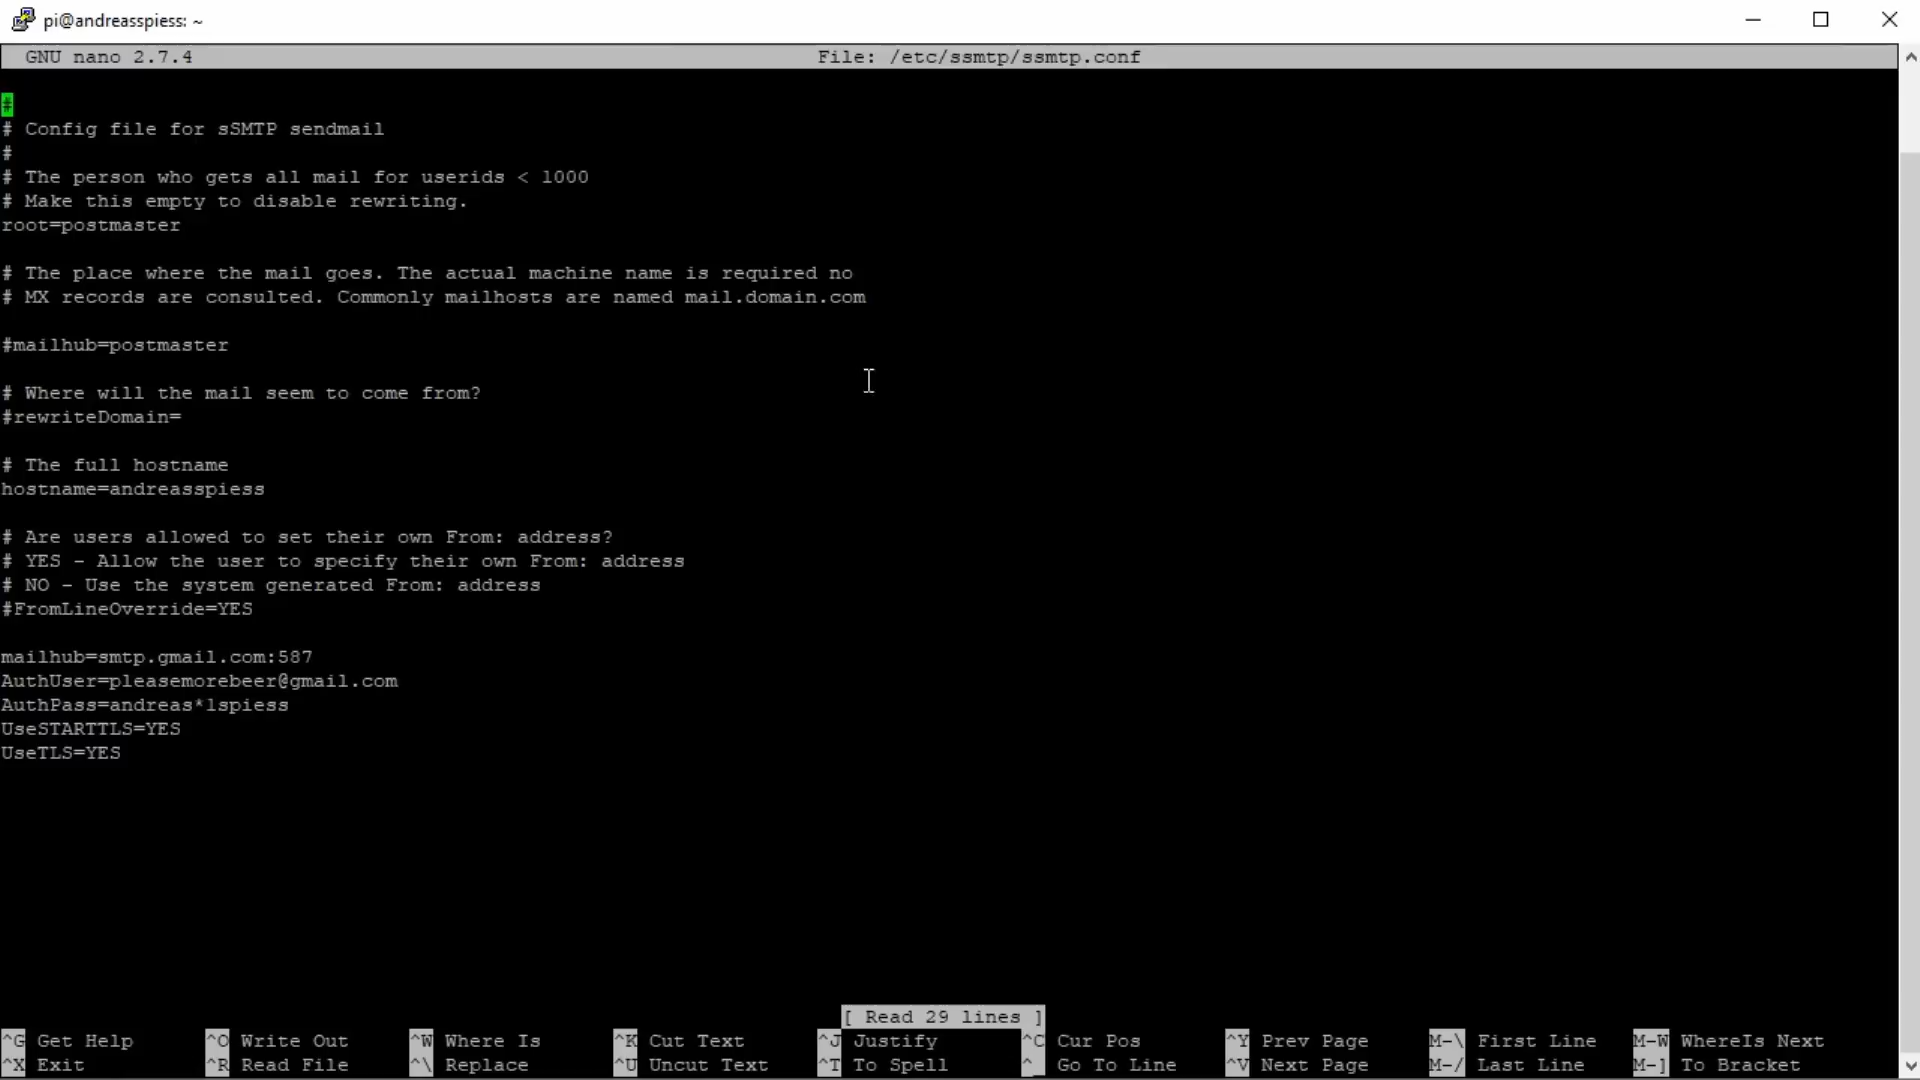 pi@andreasspiess: ~
GNU nano 2.7.4 File: /etc/ssmtp/ssmtp.conf
#
# Config file for sSMTP sendmail
#
# The person who gets all mail for userids < 1000
# Make this empty to disable rewriting.
root=postmaster
# The place where the mail goes. The actual machine name is required no
# MX records are consulted. Commonly mailhosts are named mail.domain.com
#mailhub=postmaster
# Where will the mail seem to come from?
#rewriteDomain=
# The full hostname
hostname=andreasspiess
# Are users allowed to set their own From: address?
# YES - Allow the user to specify their own From: address
# NO - Use the system generated From: address
#FromLineOverride=YES
mailhub=smtp.gmail.com:587
AuthUser=pleasemorebeer@gmail.com
AuthPass=andreas*1spiess
UseSTARTTLS=YES
UseTLS=YES
[ Read 29 lines ]
^G Get Help ^O Write Out ^W Where Is ^K Cut Text ^J Justify ^C Cur Pos ^Y Prev Page M-\ First Line M-W WhereIs Next
^X Exit ^R Read File ^\ Replace ^U Uncut Text ^T To Spell ^_ Go To Line ^V Next Page M-/ Last Line M-] To Bracket